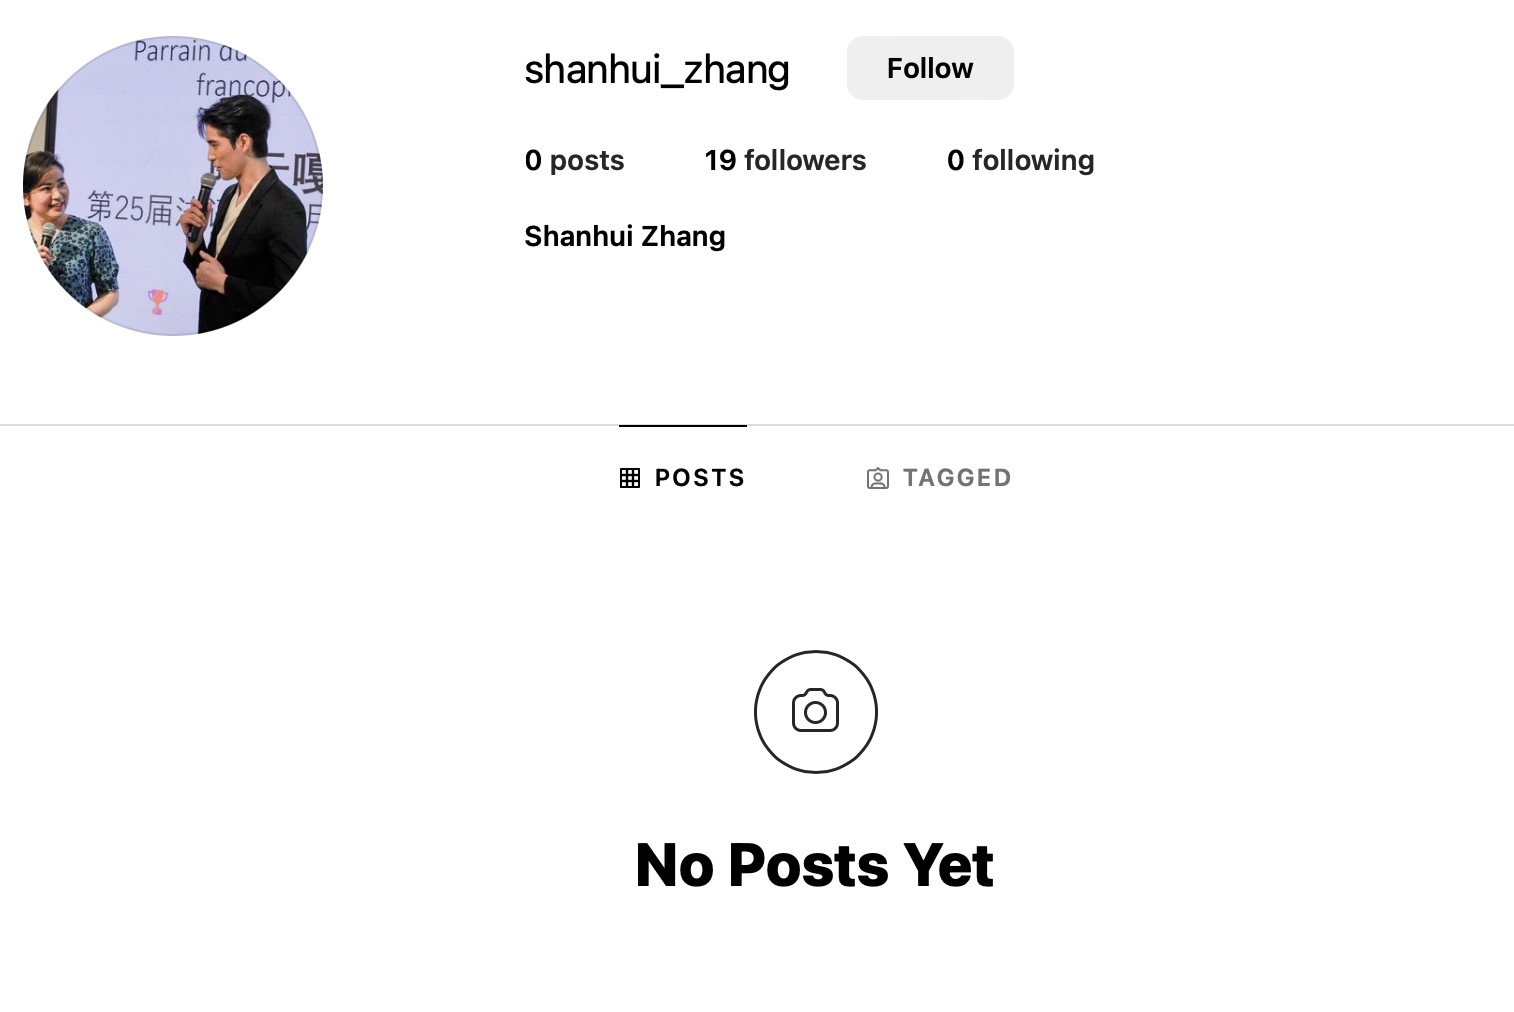 Parrain du
francop
第25届法
shanhui_zhang
Follow
0 posts
19 followers
0 following
Shanhui Zhang
POSTS
TAGGED
No Posts Yet